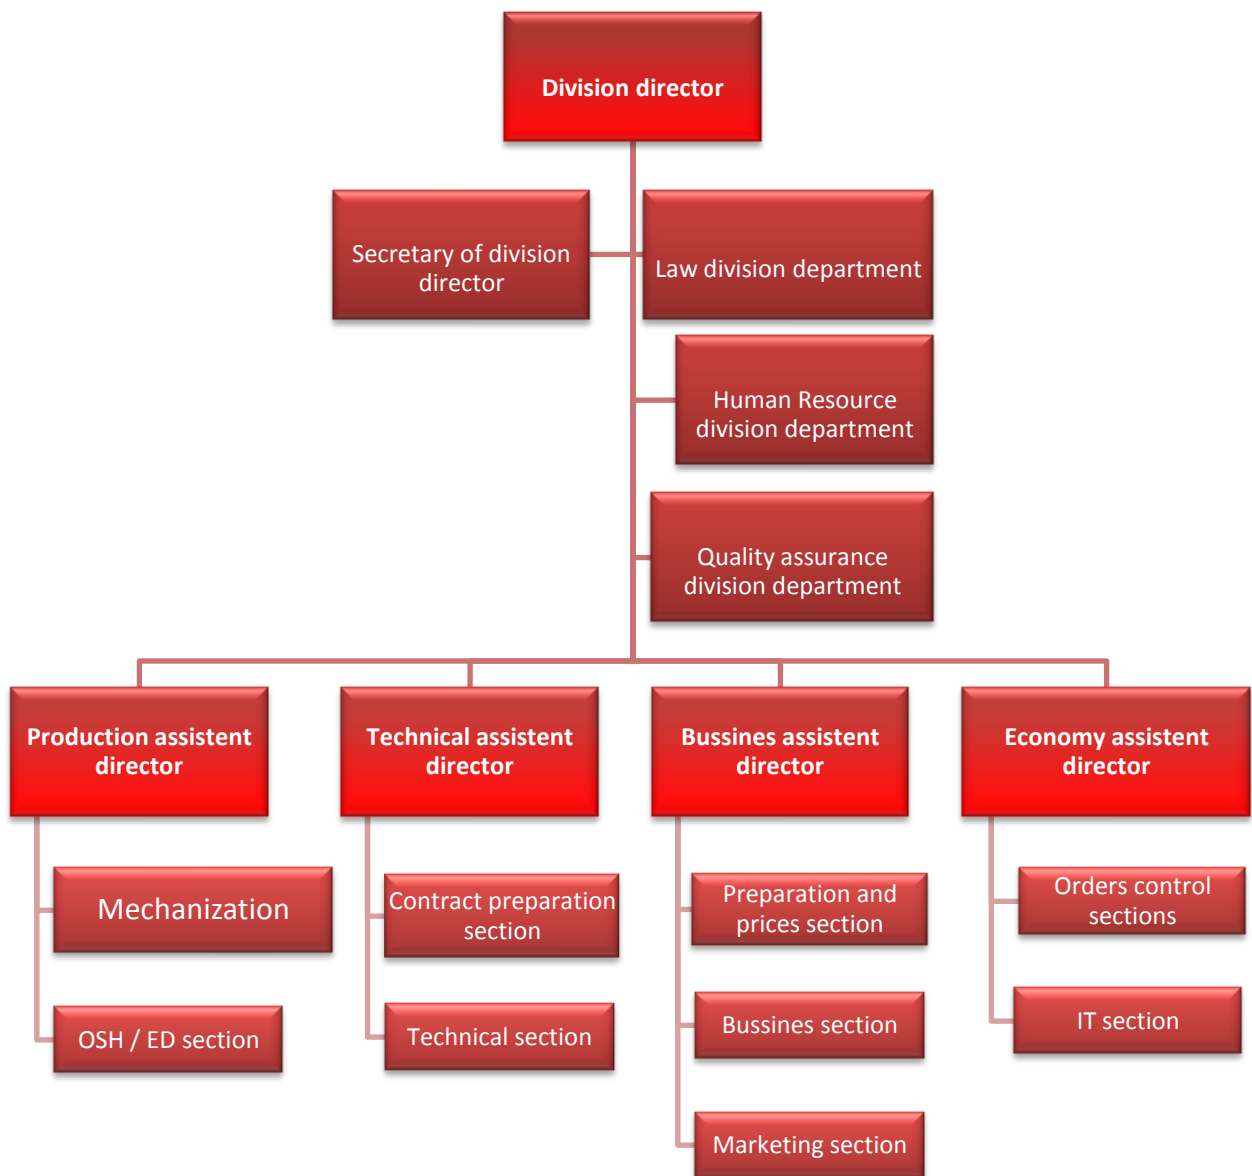 Division director
Secretary of division
director
Law division department
Human Resource
division department
Quality assurance
division department
Production assistent
director
Technical assistent
director
Bussines assistent
director
Economy assistent
director
Mechanization
OSH / ED section
Contract preparation
section
Technical section
Preparation and
prices section
Bussines section
Marketing section
Orders control
sections
IT section